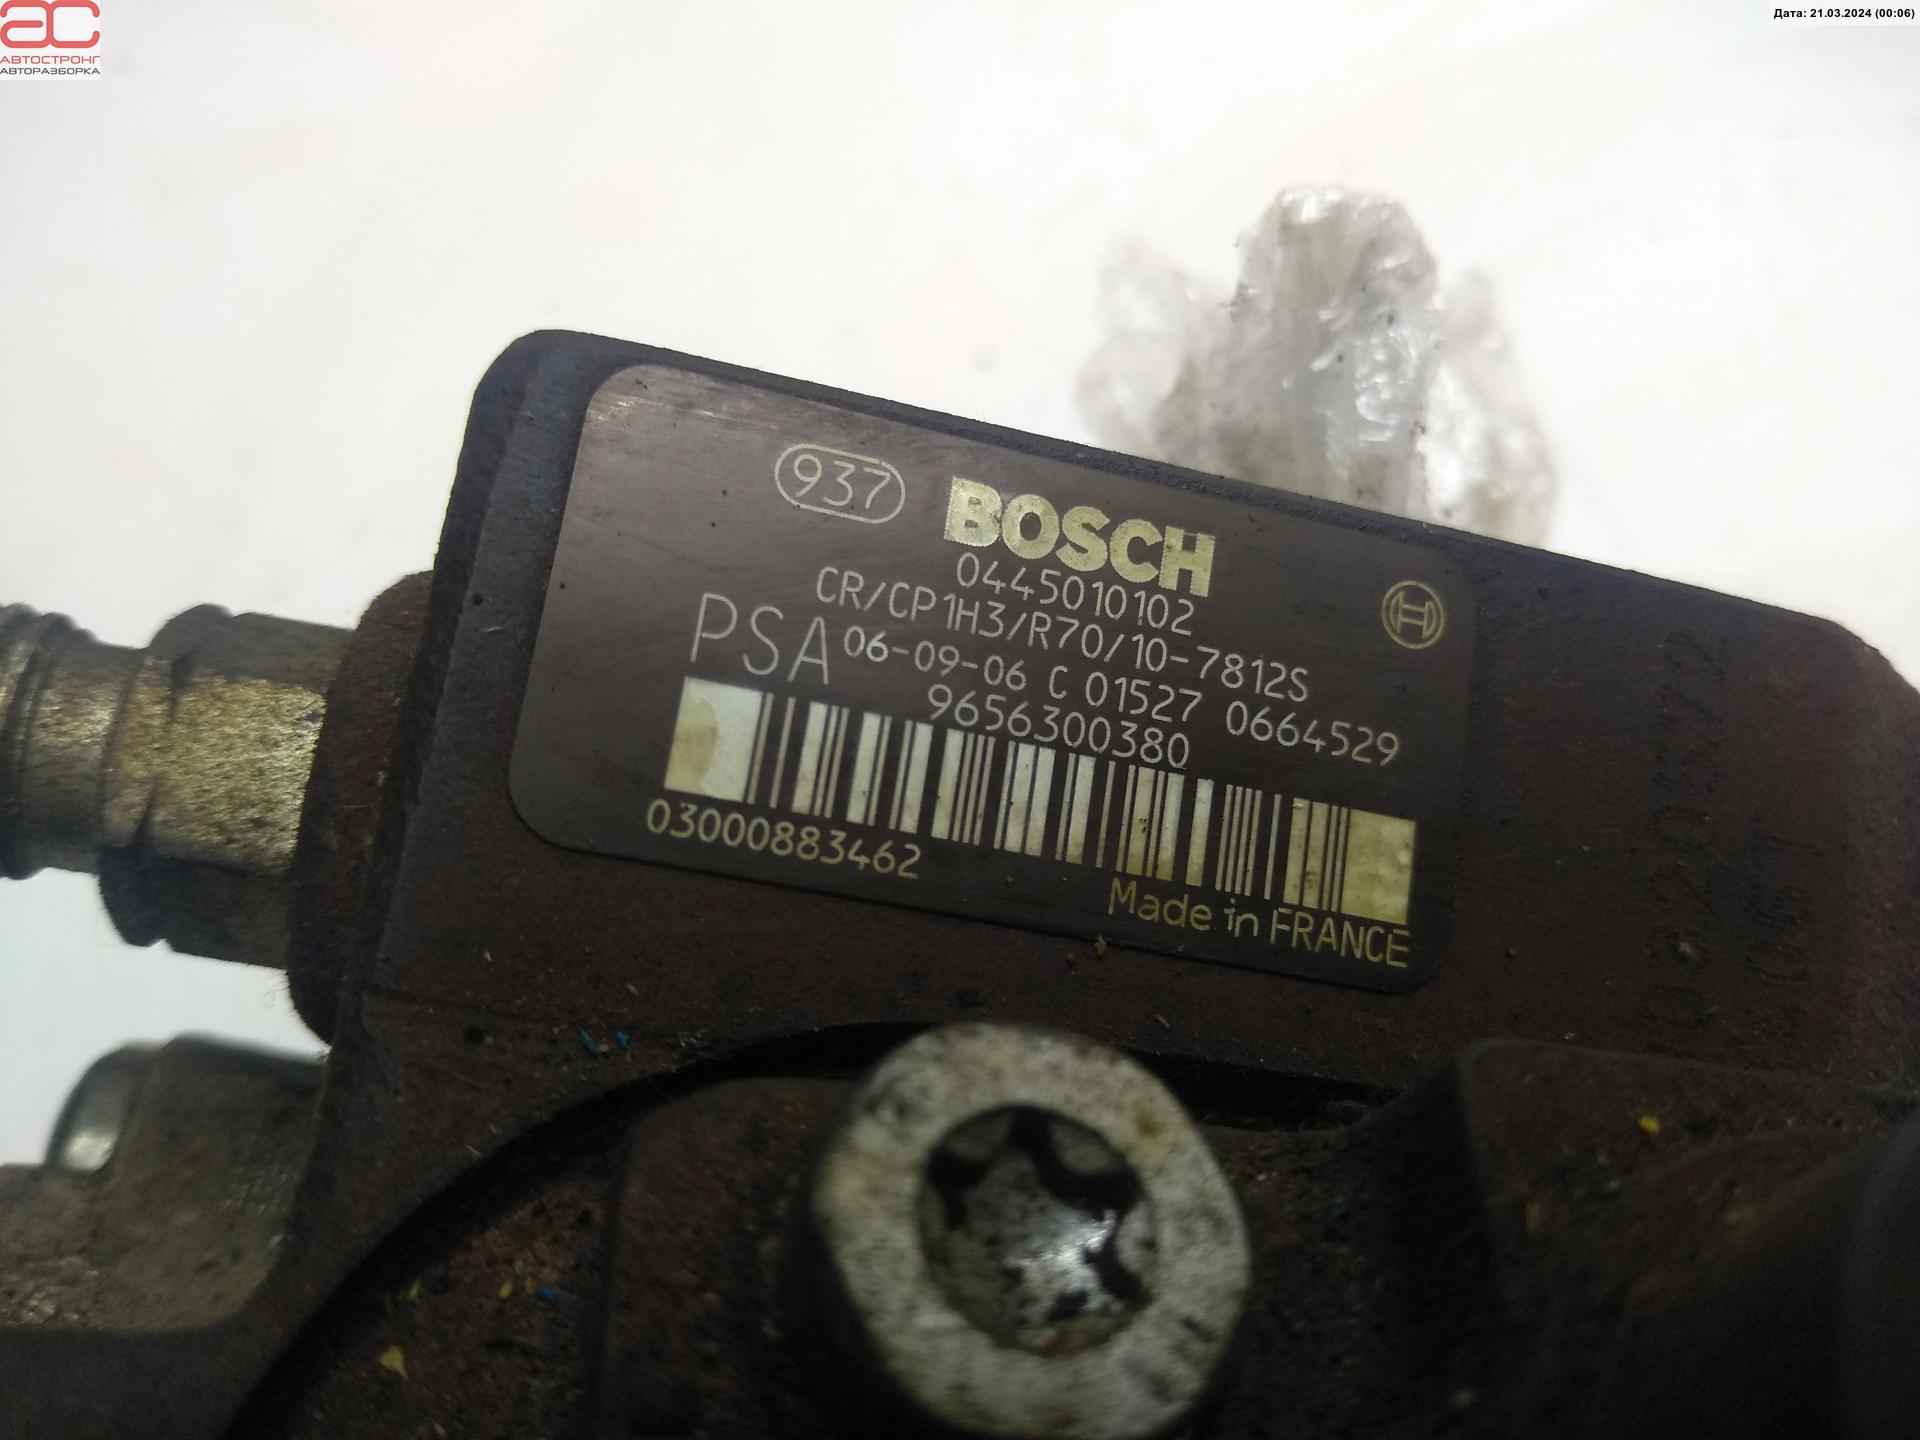 АВТОСТРОНГ
АВТОРАЗБОРКА
Дата: 21.03.2024 (00:06)
937
BOSCH
0445010102
CR/CP1H3/R70/10-7812S
PSA 06-09-06 C 01527 0664529
9656300380
03000883462
Made in FRANCE